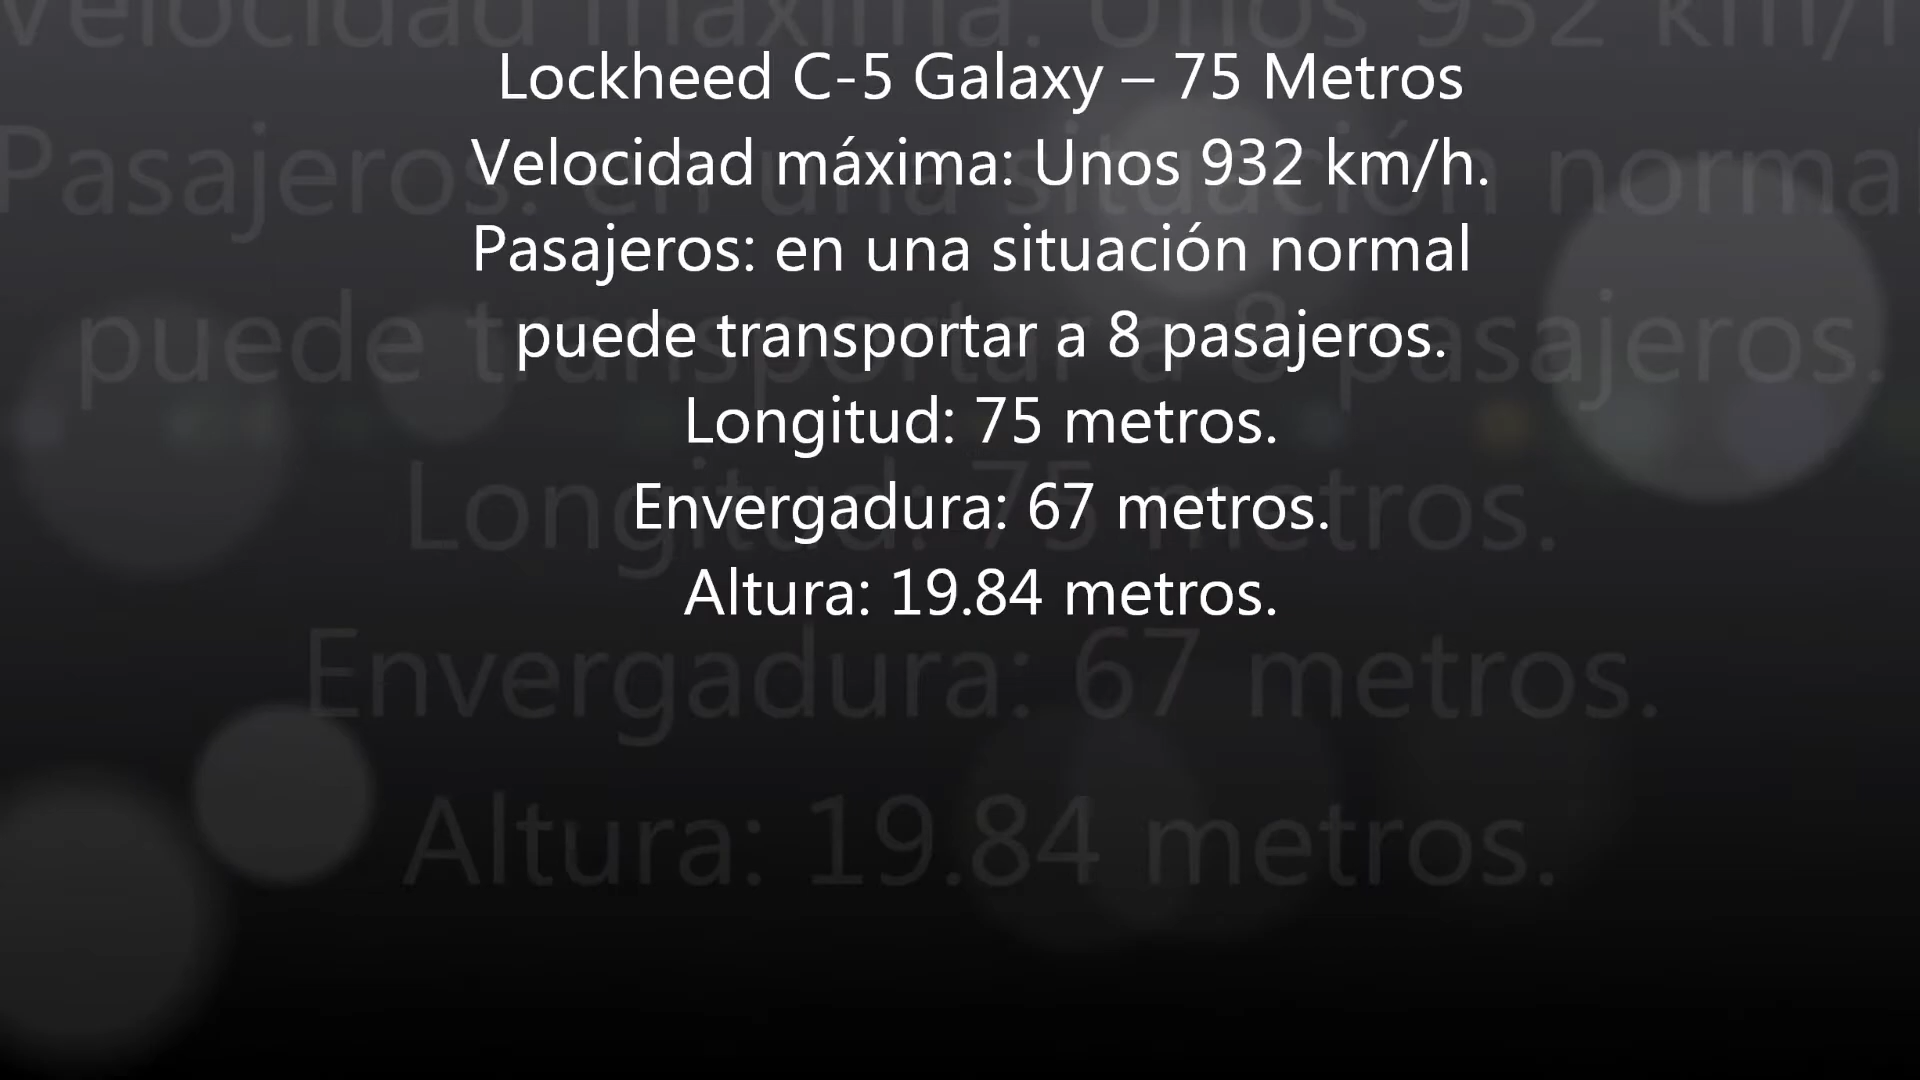 Lockheed C-5 Galaxy – 75 Metros
Velocidad máxima: Unos 932 km/h.
Pasajeros: en una situación normal
puede transportar a 8 pasajeros.
Longitud: 75 metros.
Envergadura: 67 metros.
Altura: 19.84 metros.